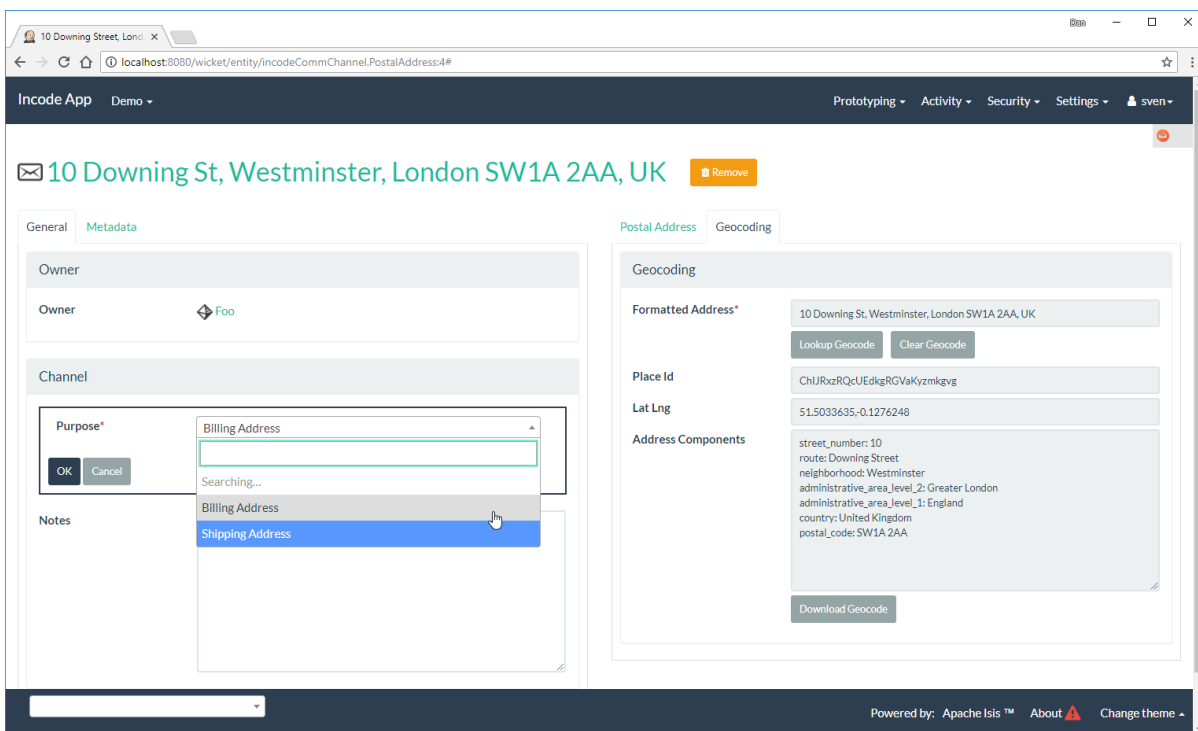 Dan
10 Downing Street, Lond
localhost:8080/wicket/entity/incodeCommChannel.PostalAddress:4#
Incode App Demo Prototyping Activity Security Settings sven
10 Downing St, Westminster, London SW1A 2AA, UK Remove
General Metadata
Owner
Owner Foo
Channel
Purpose* Billing Address
OK Cancel
Searching...
Billing Address
Shipping Address
Notes
Postal Address Geocoding
Geocoding
Formatted Address* 10 Downing St, Westminster, London SW1A 2AA, UK
Lookup Geocode Clear Geocode
Place Id ChIJRxzRQcUEdkgRGVaKyzmkgvg
Lat Lng 51.5033635,-0.1276248
Address Components street_number: 10
route: Downing Street
neighborhood: Westminster
administrative_area_level_2: Greater London
administrative_area_level_1: England
country: United Kingdom
postal_code: SW1A 2AA
Download Geocode
Powered by: Apache Isis ™ About Change theme